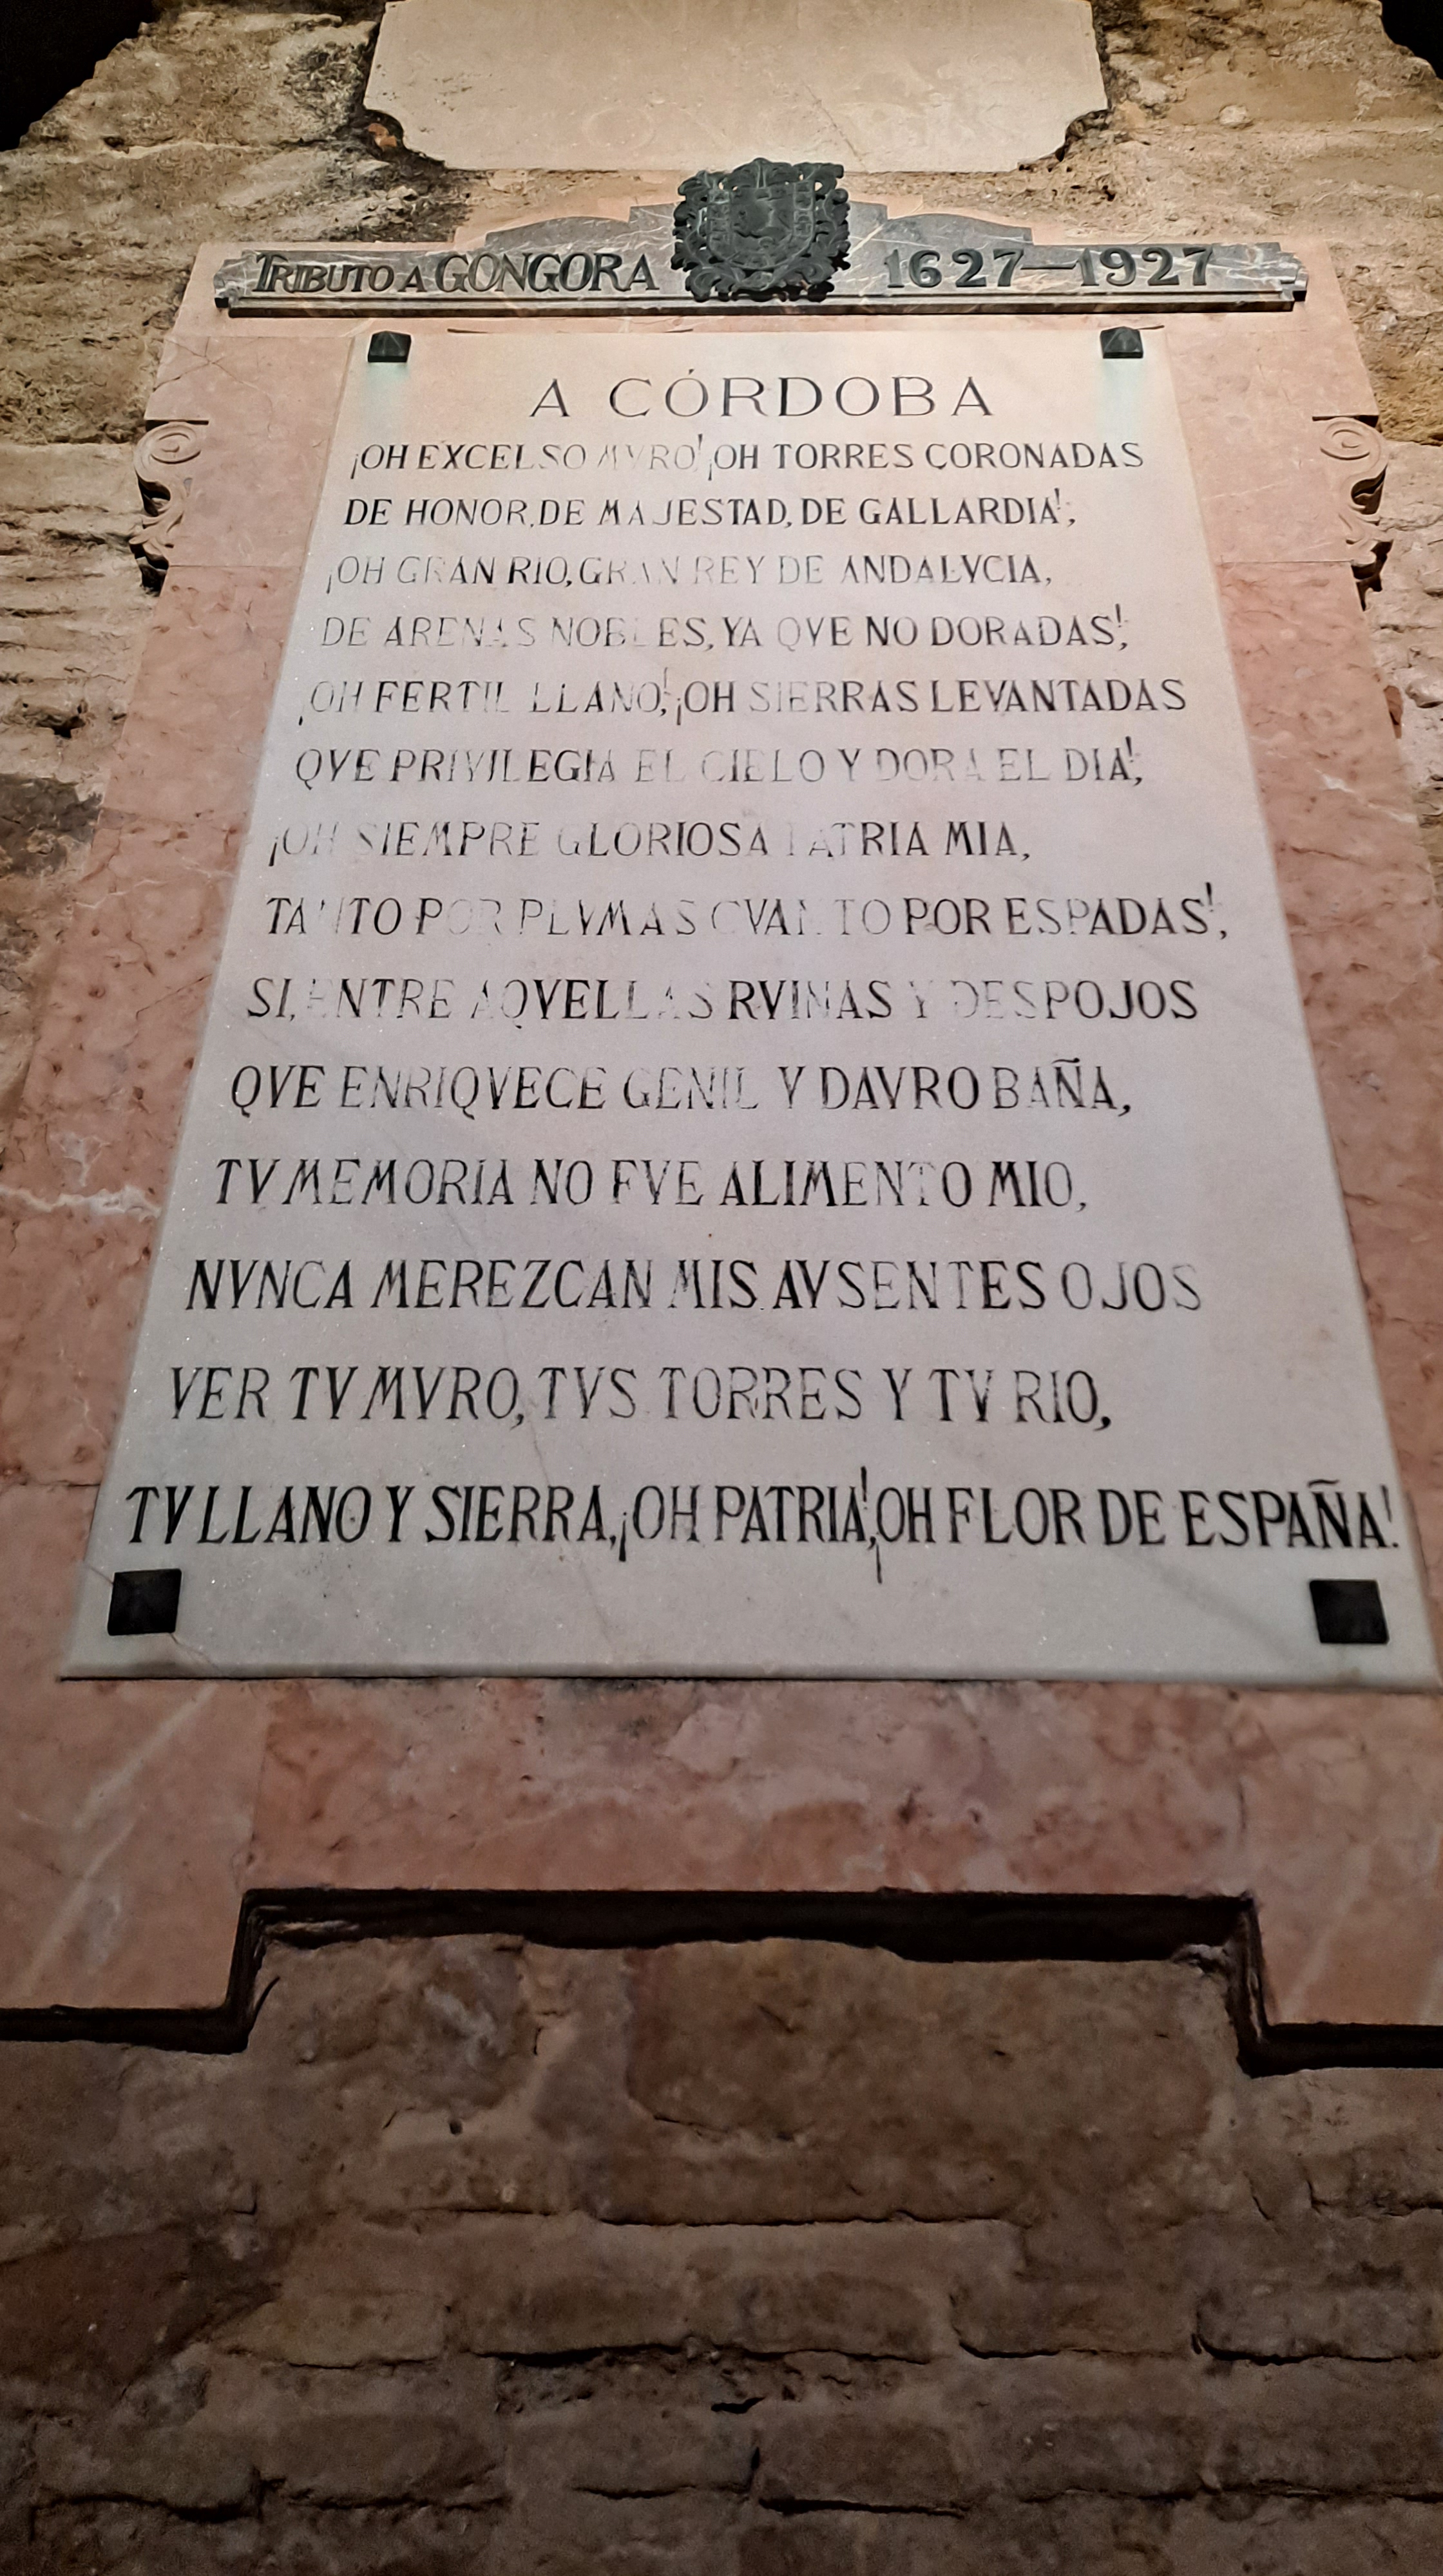 TRIBUTO A GONGORA 1627—1927
A CÓRDOBA
¡OH EXCELSO MVRO! ¡OH TORRES CORONADAS
DE HONOR, DE MAJESTAD, DE GALLARDIA!;
¡OH GRAN RIO, GRAN REY DE ANDALVCIA,
DE ARENAS NOBLES, YA QVE NO DORADAS!;
¡OH FERTIL LLANO!; ¡OH SIERRAS LEVANTADAS
QVE PRIVILEGIA EL CIELO Y DORA EL DIA!;
¡OH SIEMPRE GLORIOSA PATRIA MIA,
TANTO POR PLVMAS CVANTO POR ESPADAS!,
SI, ENTRE AQVELLAS RVINAS Y DESPOJOS
QVE ENRIQVECE GENIL Y DAVRO BAÑA,
TV MEMORIA NO FVE ALIMENTO MIO,
NVNCA MEREZCAN MIS AVSENTES OJOS
VER TV MVRO, TVS TORRES Y TV RIO,
TV LLANO Y SIERRA, ¡OH PATRIA!, ¡OH FLOR DE ESPAÑA!.